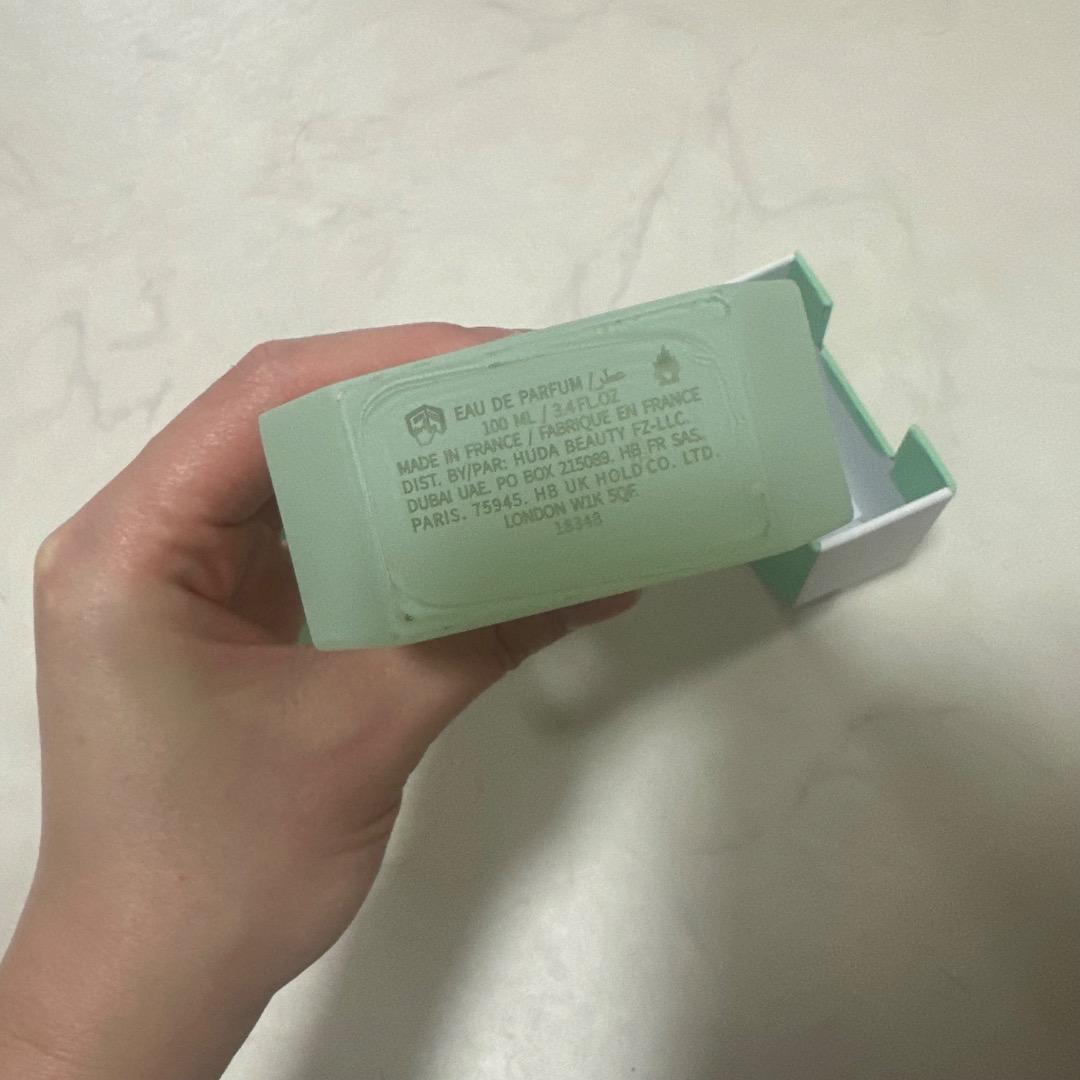 EAU DE PARFUM / عطر
100 ML / 3.4 FL.OZ
MADE IN FRANCE / FABRIQUE EN FRANCE
DIST. BY/PAR: HUDA BEAUTY FZ-LLC.
DUBAI UAE. PO BOX 215089. HB FR SAS.
PARIS. 75945. HB UK HOLD CO. LTD.
LONDON W1K 5QF.
18348